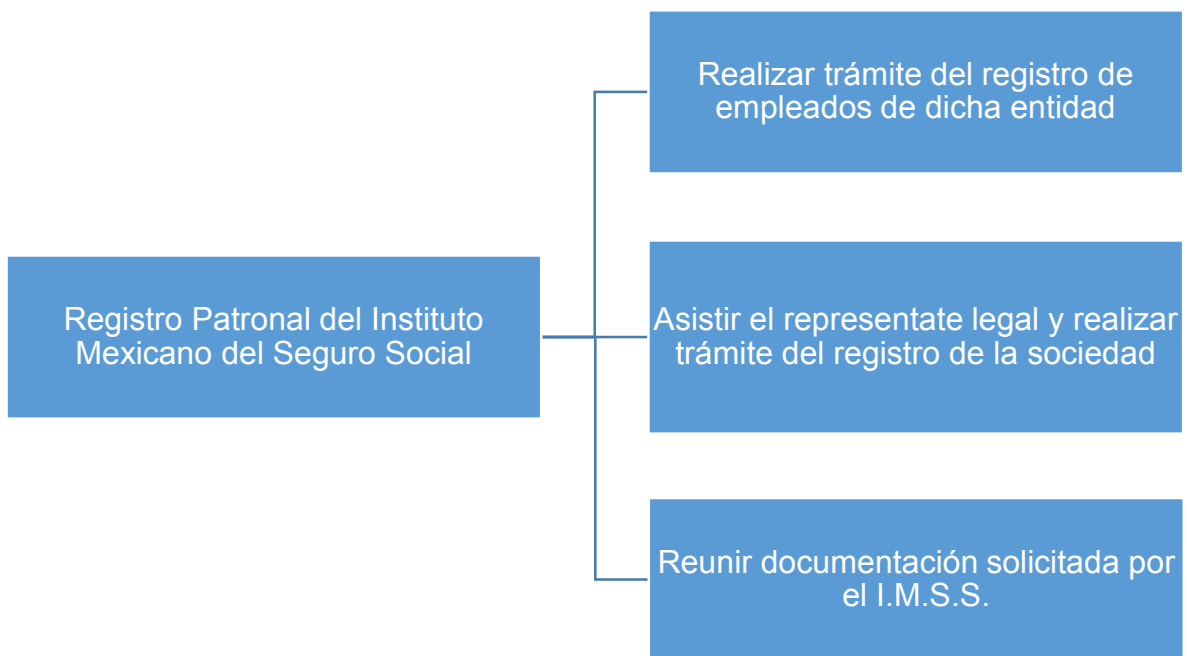 Registro Patronal del Instituto
Mexicano del Seguro Social
Realizar trámite del registro de
empleados de dicha entidad
Asistir el representate legal y realizar
trámite del registro de la sociedad
Reunir documentación solicitada por
el I.M.S.S.